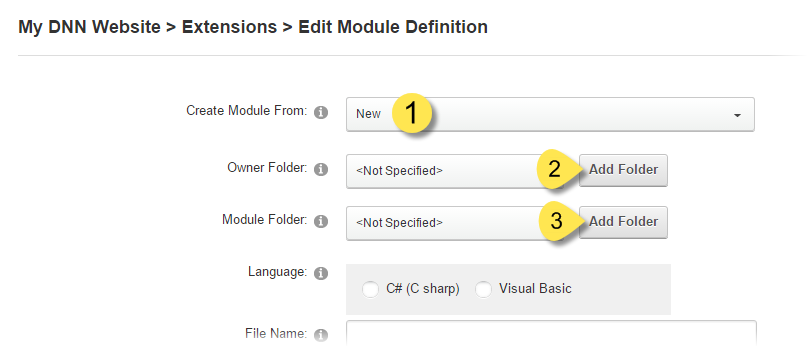 My DNN Website > Extensions > Edit Module Definition
Create Module From: New 1
Owner Folder: <Not Specified> 2 Add Folder
Module Folder: <Not Specified> 3 Add Folder
Language: C# (C sharp) Visual Basic
File Name: